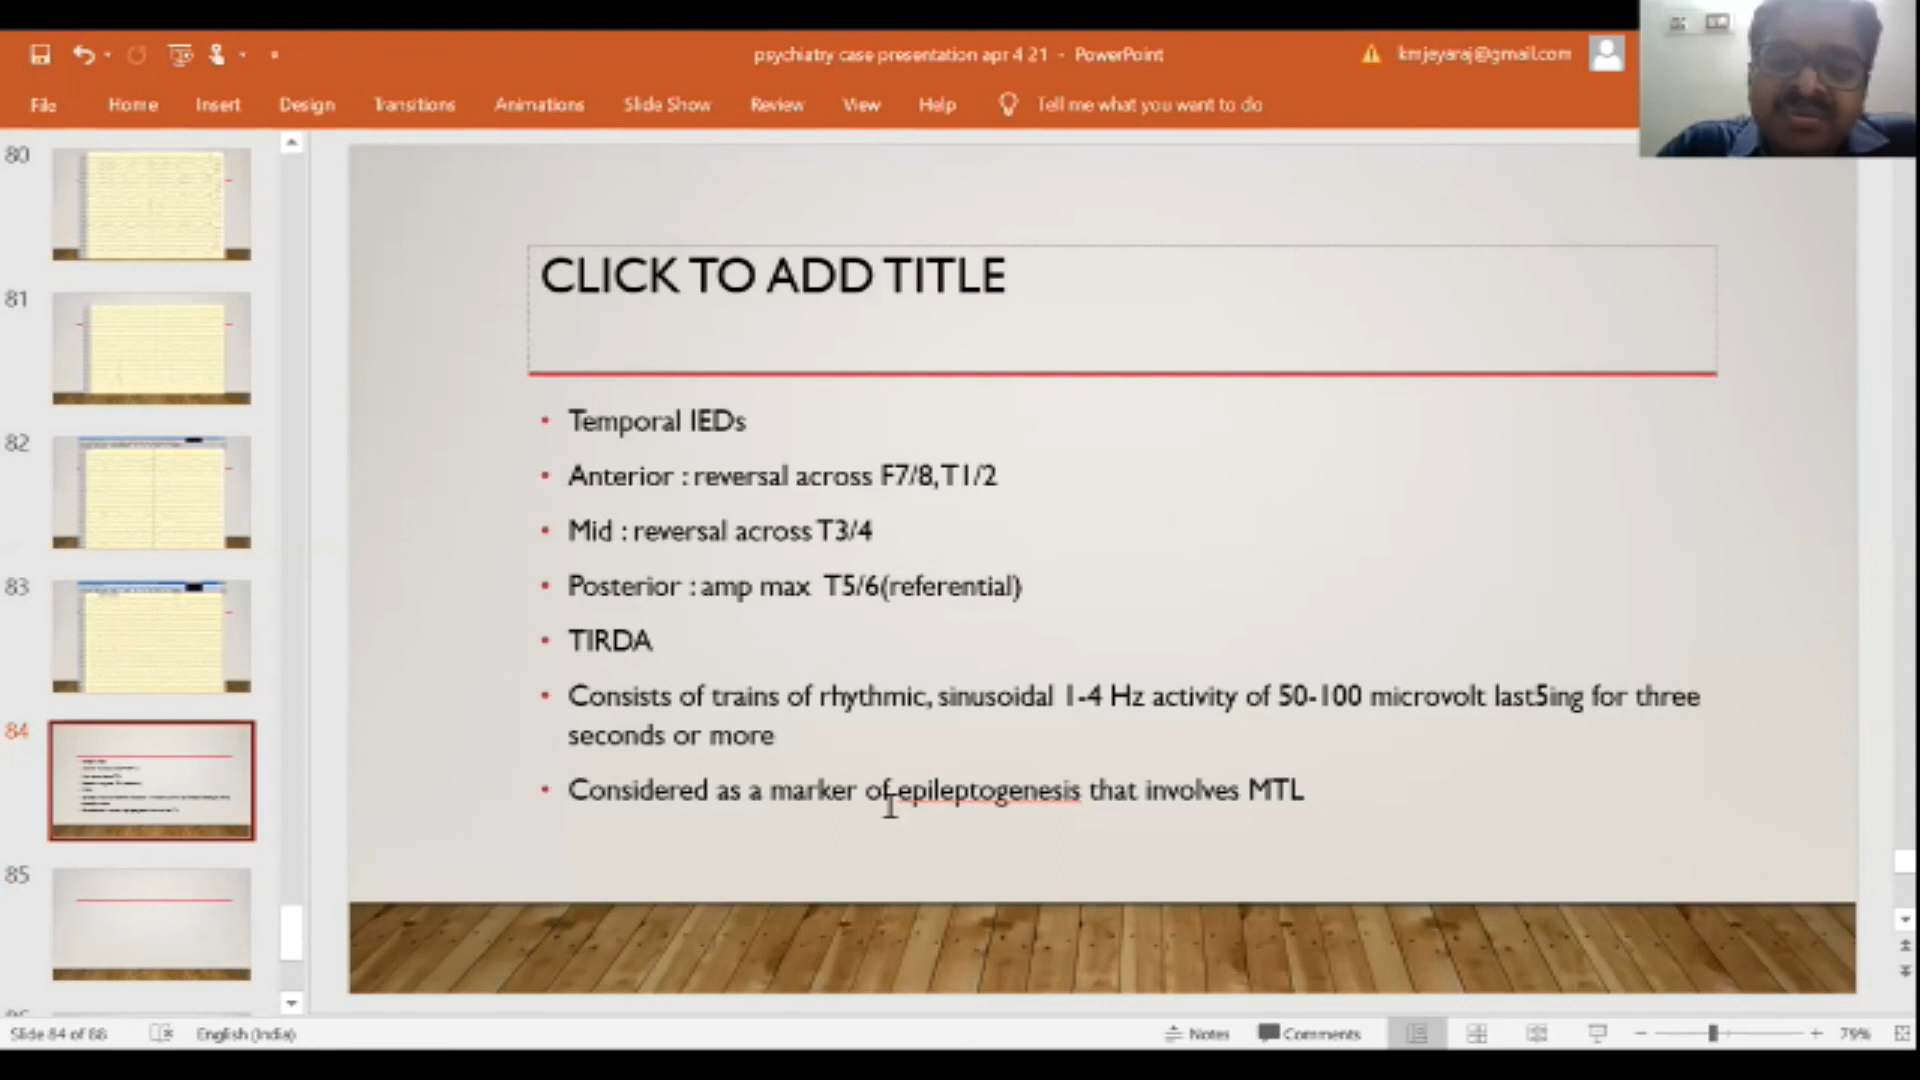 psychiatry case presentation apr 4 21 - PowerPoint
kmjeyaraj@gmail.com
File Home Insert Design Transitions Animations Slide Show Review View Help Tell me what you want to do
80
81
82
83
84
85
CLICK TO ADD TITLE
• Temporal IEDs
• Anterior : reversal across F7/8,T1/2
• Mid : reversal across T3/4
• Posterior : amp max T5/6(referential)
• TIRDA
• Consists of trains of rhythmic, sinusoidal 1-4 Hz activity of 50-100 microvolt last5ing for three
seconds or more
• Considered as a marker of epileptogenesis that involves MTL
Slide 84 of 88 English (India) Notes Comments 79%